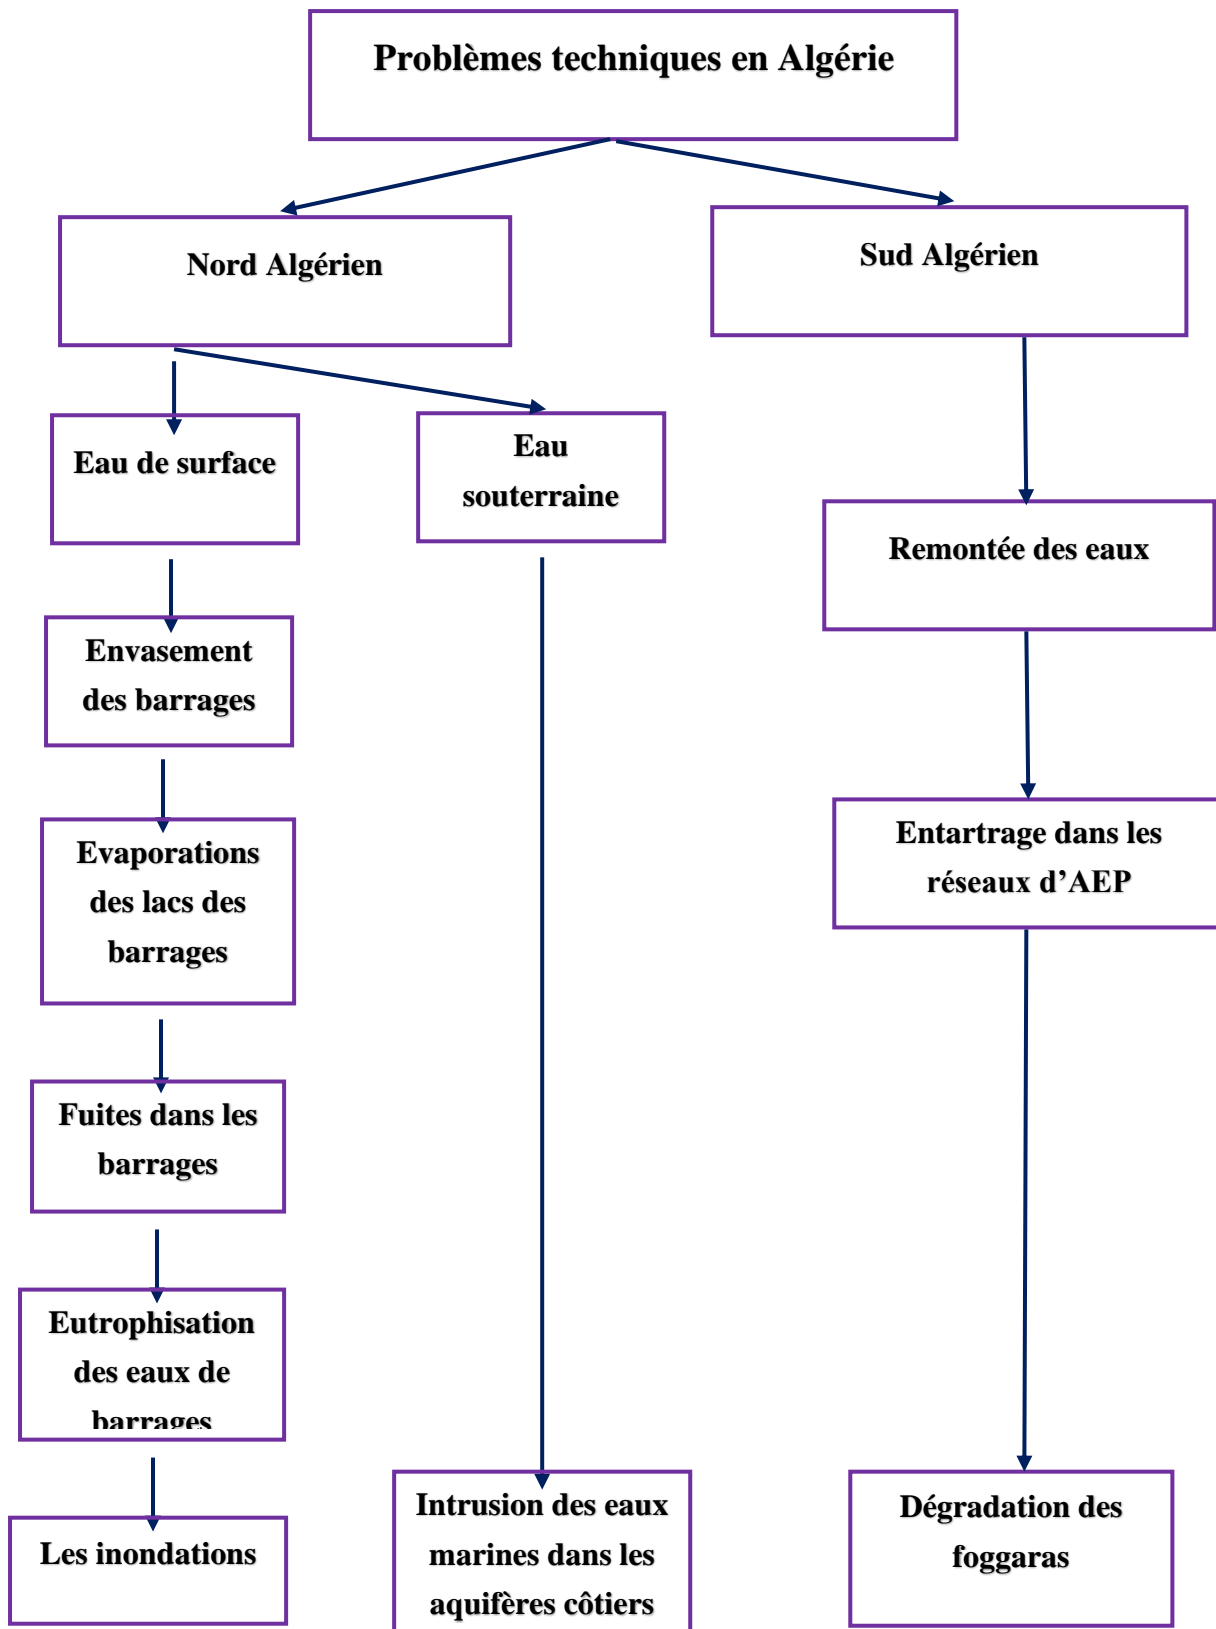 Problèmes techniques en Algérie
Nord Algérien
Sud Algérien
Eau de surface
Eau
souterraine
Remontée des eaux
Envasement
des barrages
Entartrage dans les
réseaux d’AEP
Evaporations
des lacs des
barrages
Fuites dans les
barrages
Eutrophisation
des eaux de
barrages
Les inondations
Intrusion des eaux
marines dans les
aquifères côtiers
Dégradation des
foggaras